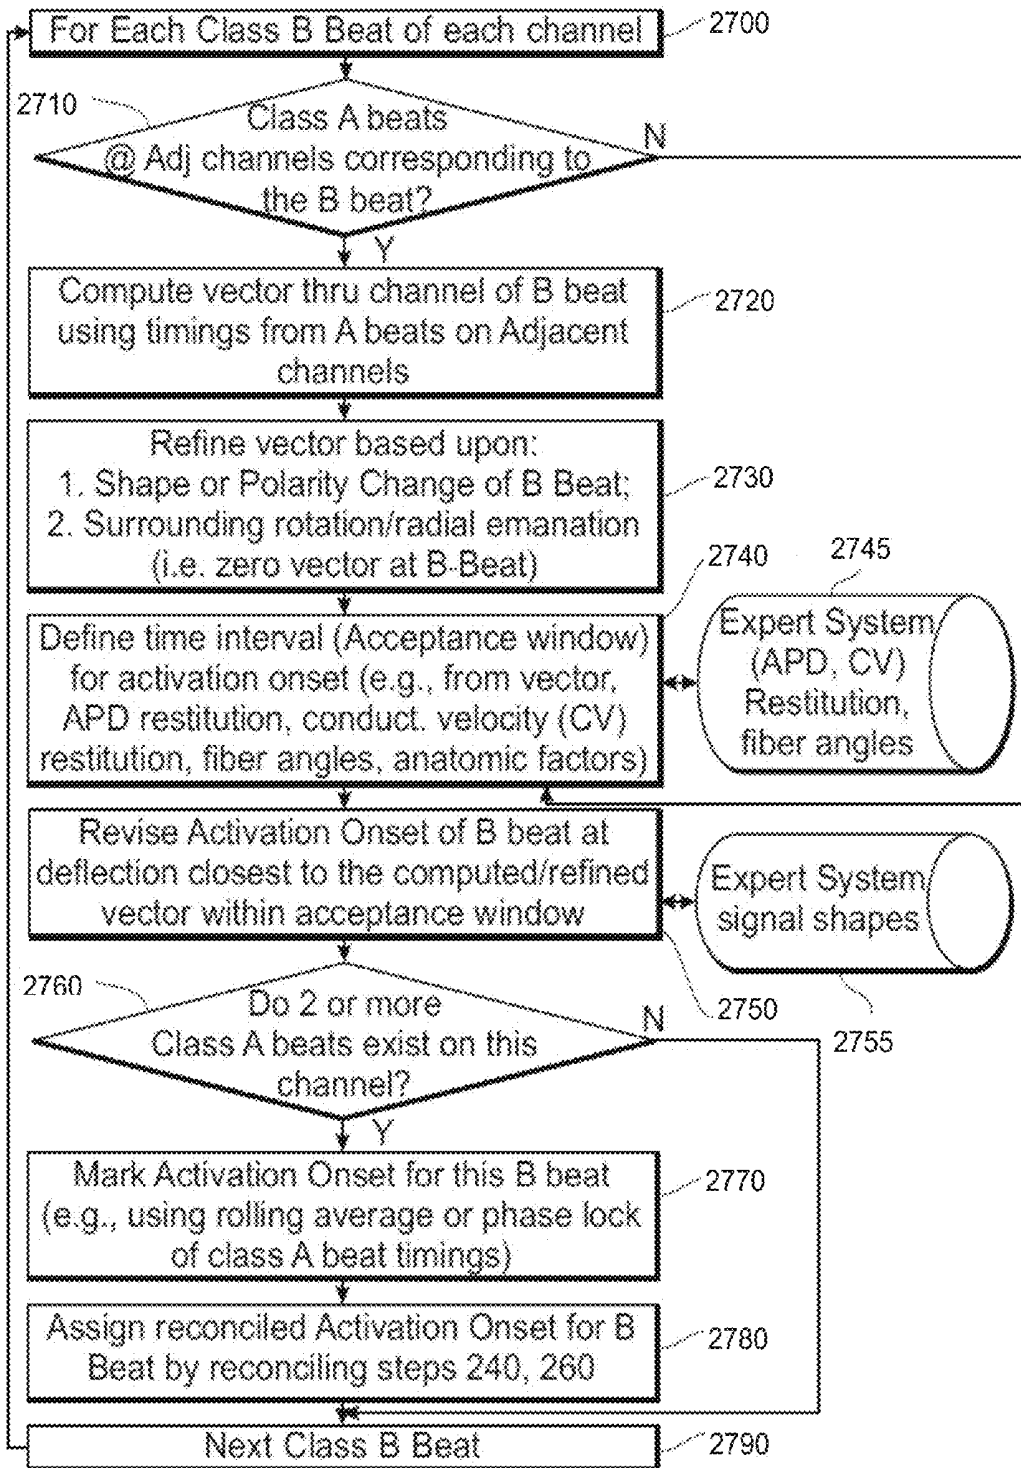 For Each Class B Beat of each channel
2700
2710
Class A beats
@ Adj channels corresponding to
the B beat?
N
Y
Compute vector thru channel of B beat
using timings from A beats on Adjacent
channels
2720
Refine vector based upon:
1. Shape or Polarity Change of B Beat;
2. Surrounding rotation/radial emanation
(i.e. zero vector at B-Beat)
2730
2740
2745
Define time interval (Acceptance window)
for activation onset (e.g., from vector,
APD restitution, conduct. velocity (CV)
restitution, fiber angles, anatomic factors)
Expert System
(APD, CV)
Restitution,
fiber angles
Revise Activation Onset of B beat at
deflection closest to the computed/refined
vector within acceptance window
Expert System
signal shapes
2750
2755
2760
Do 2 or more
Class A beats exist on this
channel?
N
Y
Mark Activation Onset for this B beat
(e.g., using rolling average or phase lock
of class A beat timings)
2770
Assign reconciled Activation Onset for B
Beat by reconciling steps 240, 260
2780
Next Class B Beat
2790